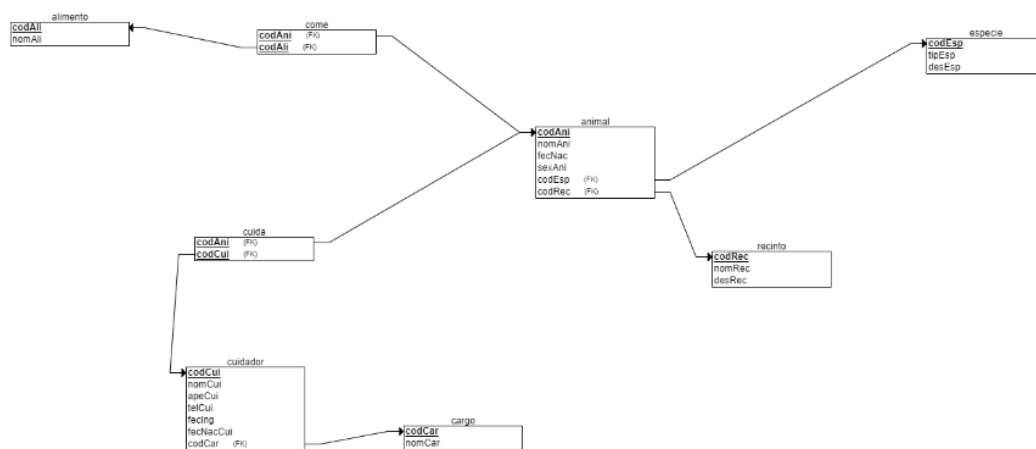 alimento
codAli
nomAli
come
codAni (FK)
codAli (FK)
especie
codEsp
tipEsp
desEsp
animal
codAni
nomAni
fecNac
sexAni
codEsp (FK)
codRec (FK)
cuida
codAni (FK)
codCui (FK)
recinto
codRec
nomRec
desRec
cuidador
codCui
nomCui
apeCui
telCui
fecIng
fecNacCui
codCar (FK)
cargo
codCar
nomCar